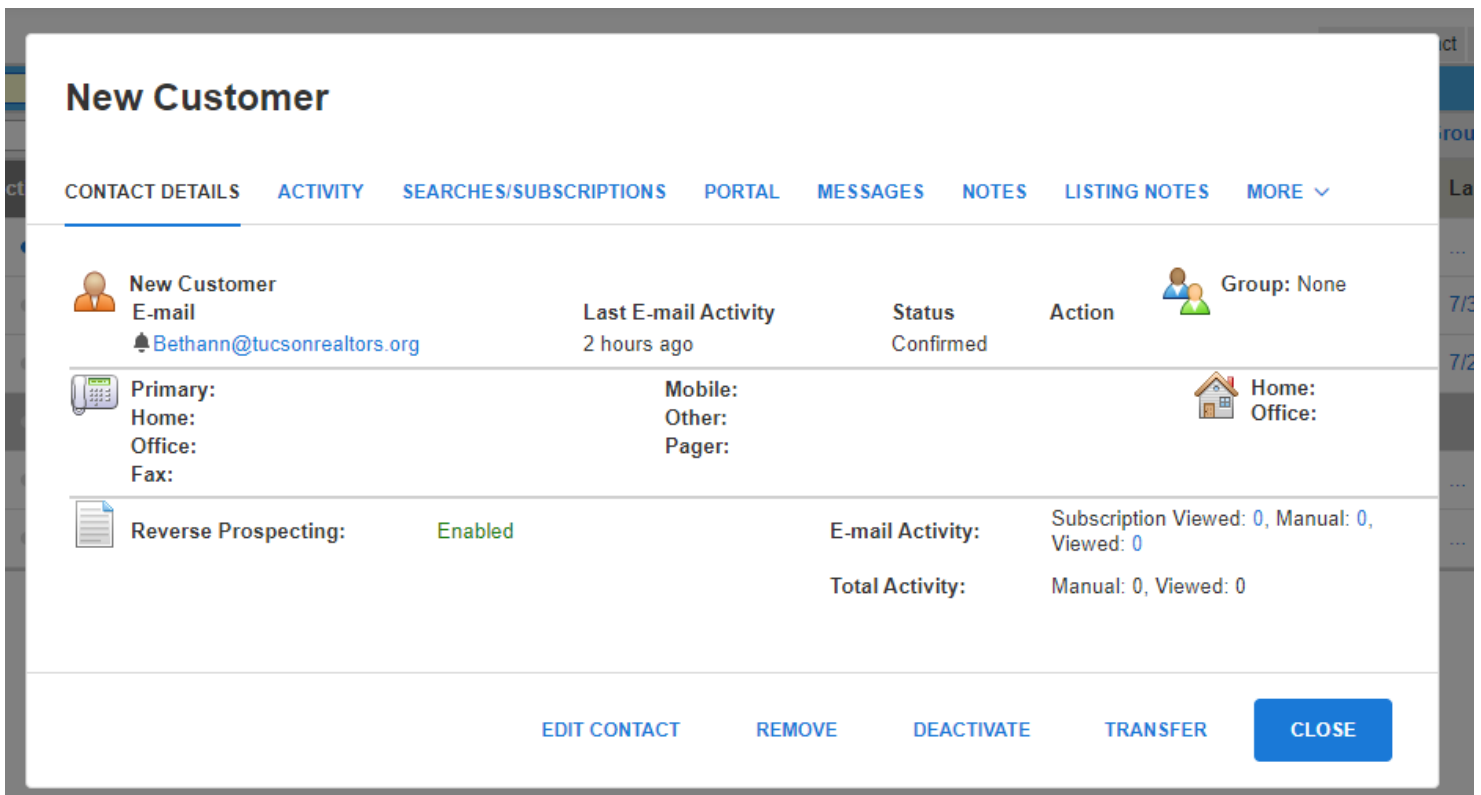 New Customer
CONTACT DETAILS ACTIVITY SEARCHES/SUBSCRIPTIONS PORTAL MESSAGES NOTES LISTING NOTES MORE
New Customer Group: None
E-mail Last E-mail Activity Status Action
Bethann@tucsonrealtors.org 2 hours ago Confirmed
Primary: Mobile: Home:
Home: Other: Office:
Office: Pager:
Fax:
Reverse Prospecting: Enabled E-mail Activity: Subscription Viewed: 0, Manual: 0,
Viewed: 0
Total Activity: Manual: 0, Viewed: 0
EDIT CONTACT REMOVE DEACTIVATE TRANSFER CLOSE